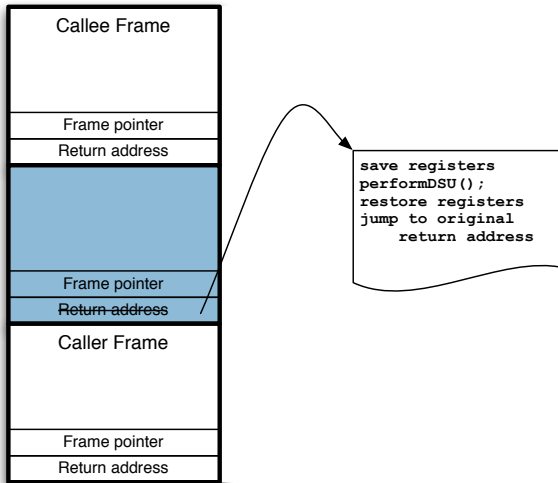 Callee Frame
Frame pointer
Return address
Frame pointer
Return address
Caller Frame
Frame pointer
Return address
save registers
performDSU();
restore registers
jump to original
return address